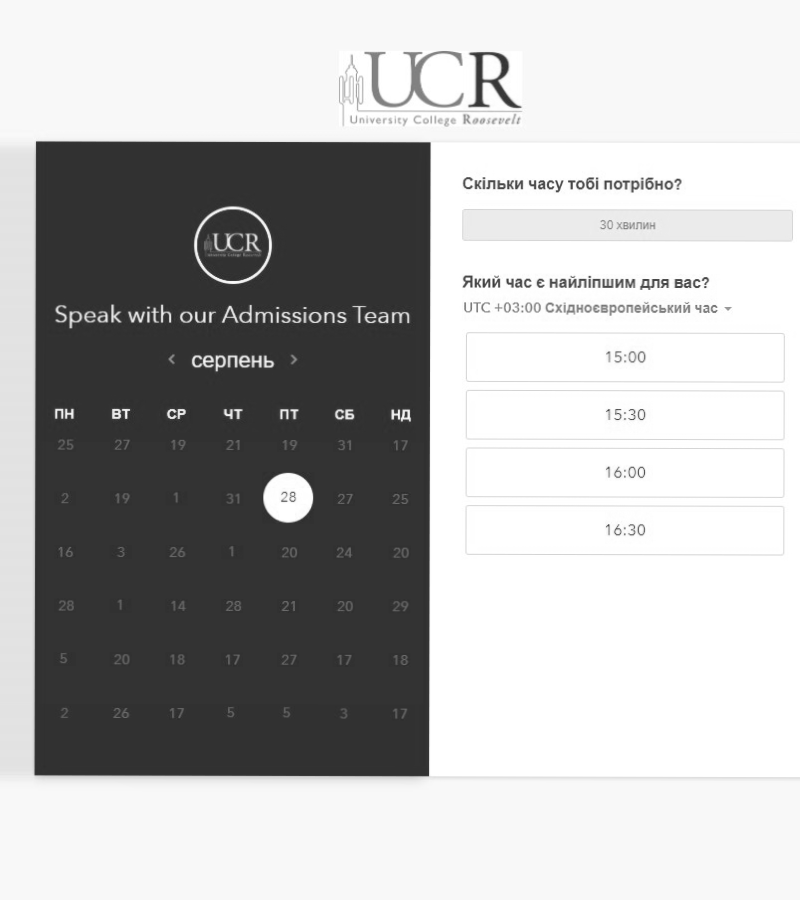 UCR
University College Roosevelt
UCR
Speak with our Admissions Team
серпень
ПН ВТ СР ЧТ ПТ СБ НД
25 27 19 21 19 31 17
2 19 1 31 28 27 25
16 3 26 1 20 24 20
28 1 14 28 21 20 29
5 20 18 17 27 17 18
2 26 17 5 5 3 17
Скільки часу тобі потрібно?
30 хвилин
Який час є найліпшим для вас?
UTC +03:00 Східноєвропейський час
15:00
15:30
16:00
16:30